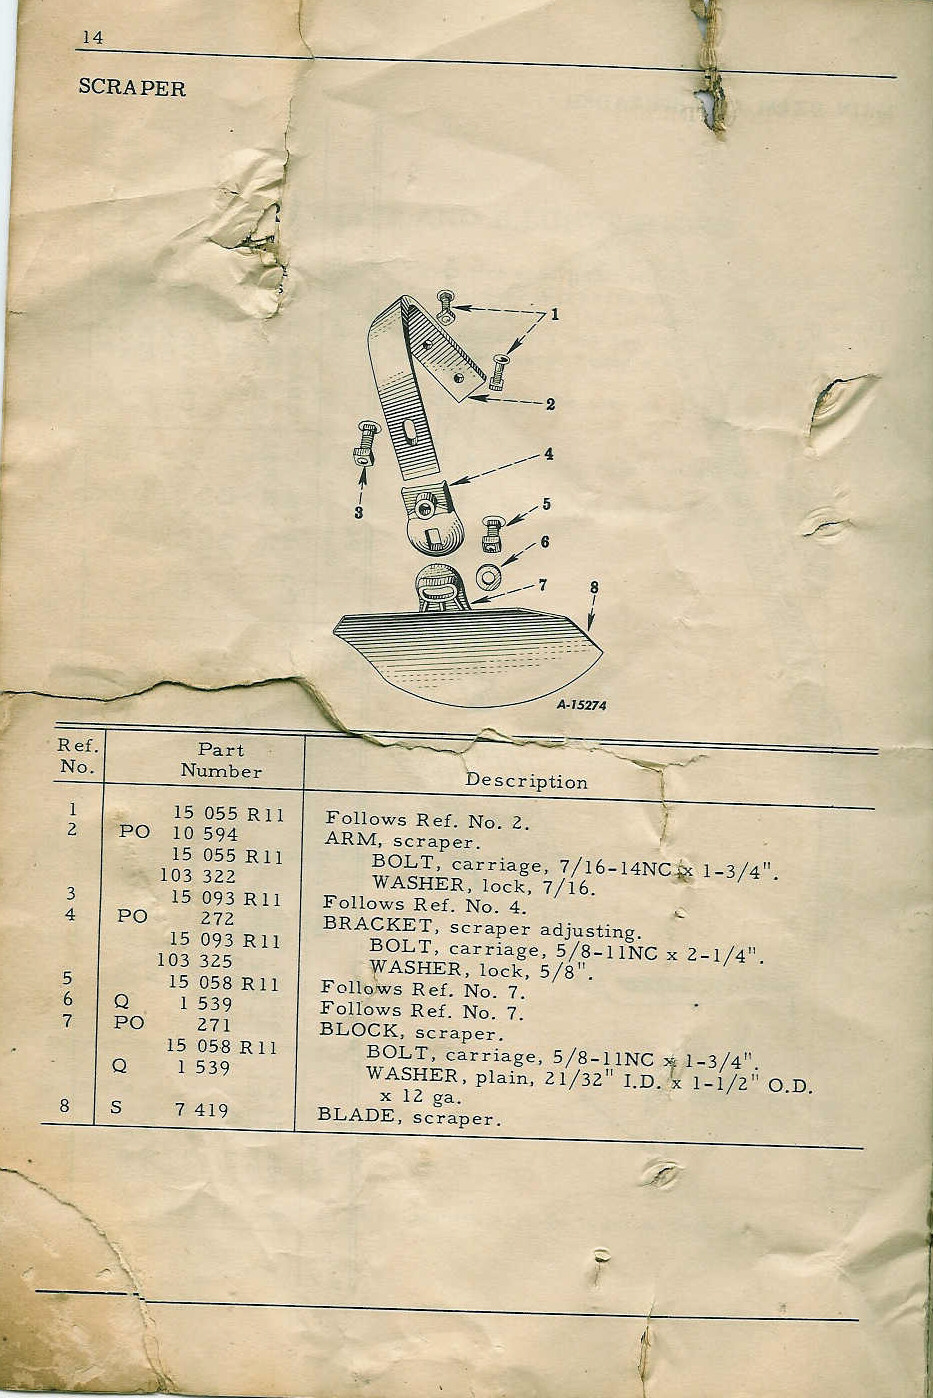 14
SCRAPER
1
2
4
3
5
6
7
8
A-15274
Ref. No. Part Number Description
1 15 055 R11 Follows Ref. No. 2.
2 PO 10 594 ARM, scraper.
15 055 R11 BOLT, carriage, 7/16-14NC x 1-3/4".
103 322 WASHER, lock, 7/16.
3 15 093 R11 Follows Ref. No. 4.
4 PO 272 BRACKET, scraper adjusting.
15 093 R11 BOLT, carriage, 5/8-11NC x 2-1/4".
103 325 WASHER, lock, 5/8".
5 15 058 R11 Follows Ref. No. 7.
6 Q 1 539 Follows Ref. No. 7.
7 PO 271 BLOCK, scraper.
15 058 R11 BOLT, carriage, 5/8-11NC x 1-3/4".
Q 1 539 WASHER, plain, 21/32" I.D. x 1-1/2" O.D.
x 12 ga.
8 S 7 419 BLADE, scraper.